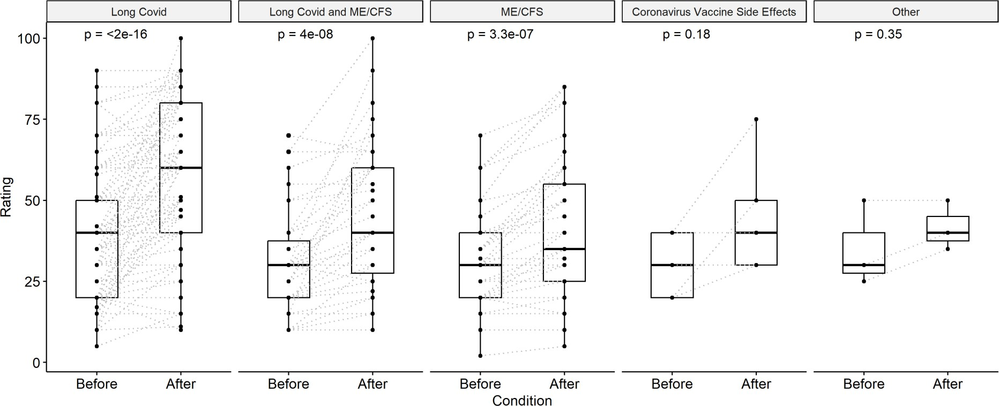 Long Covid
Long Covid and ME/CFS
ME/CFS
Coronavirus Vaccine Side Effects
Other
p = <2e-16
p = 4e-08
p = 3.3e-07
p = 0.18
p = 0.35
100
75
50
25
0
Rating
Before After
Before After
Before After
Before After
Before After
Condition